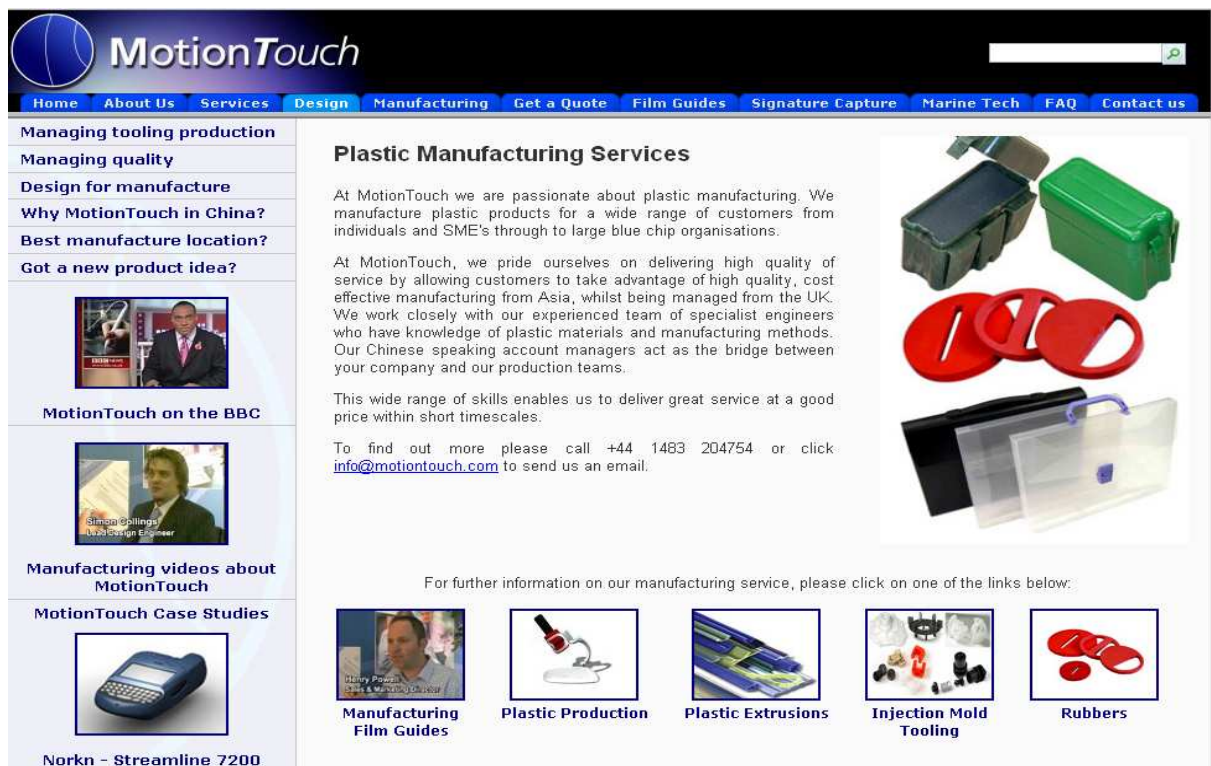 MotionTouch
Home About Us Services Design Manufacturing Get a Quote Film Guides Signature Capture Marine Tech FAQ Contact us
Managing tooling production
Managing quality
Design for manufacture
Why MotionTouch in China?
Best manufacture location?
Got a new product idea?
MotionTouch on the BBC
Simon Collings
Lead Design Engineer
Manufacturing videos about
MotionTouch
MotionTouch Case Studies
Norkn - Streamline 7200
Plastic Manufacturing Services
At MotionTouch we are passionate about plastic manufacturing. We
manufacture plastic products for a wide range of customers from
individuals and SME's through to large blue chip organisations.
At MotionTouch, we pride ourselves on delivering high quality of
service by allowing customers to take advantage of high quality, cost
effective manufacturing from Asia, whilst being managed from the UK.
We work closely with our experienced team of specialist engineers
who have knowledge of plastic materials and manufacturing methods.
Our Chinese speaking account managers act as the bridge between
your company and our production teams.
This wide range of skills enables us to deliver great service at a good
price within short timescales.
To find out more please call +44 1483 204754 or click
info@motiontouch.com to send us an email.
For further information on our manufacturing service, please click on one of the links below:
Henry Powell
Sales & Marketing Director
Manufacturing
Film Guides
Plastic Production
Plastic Extrusions
Injection Mold
Tooling
Rubbers